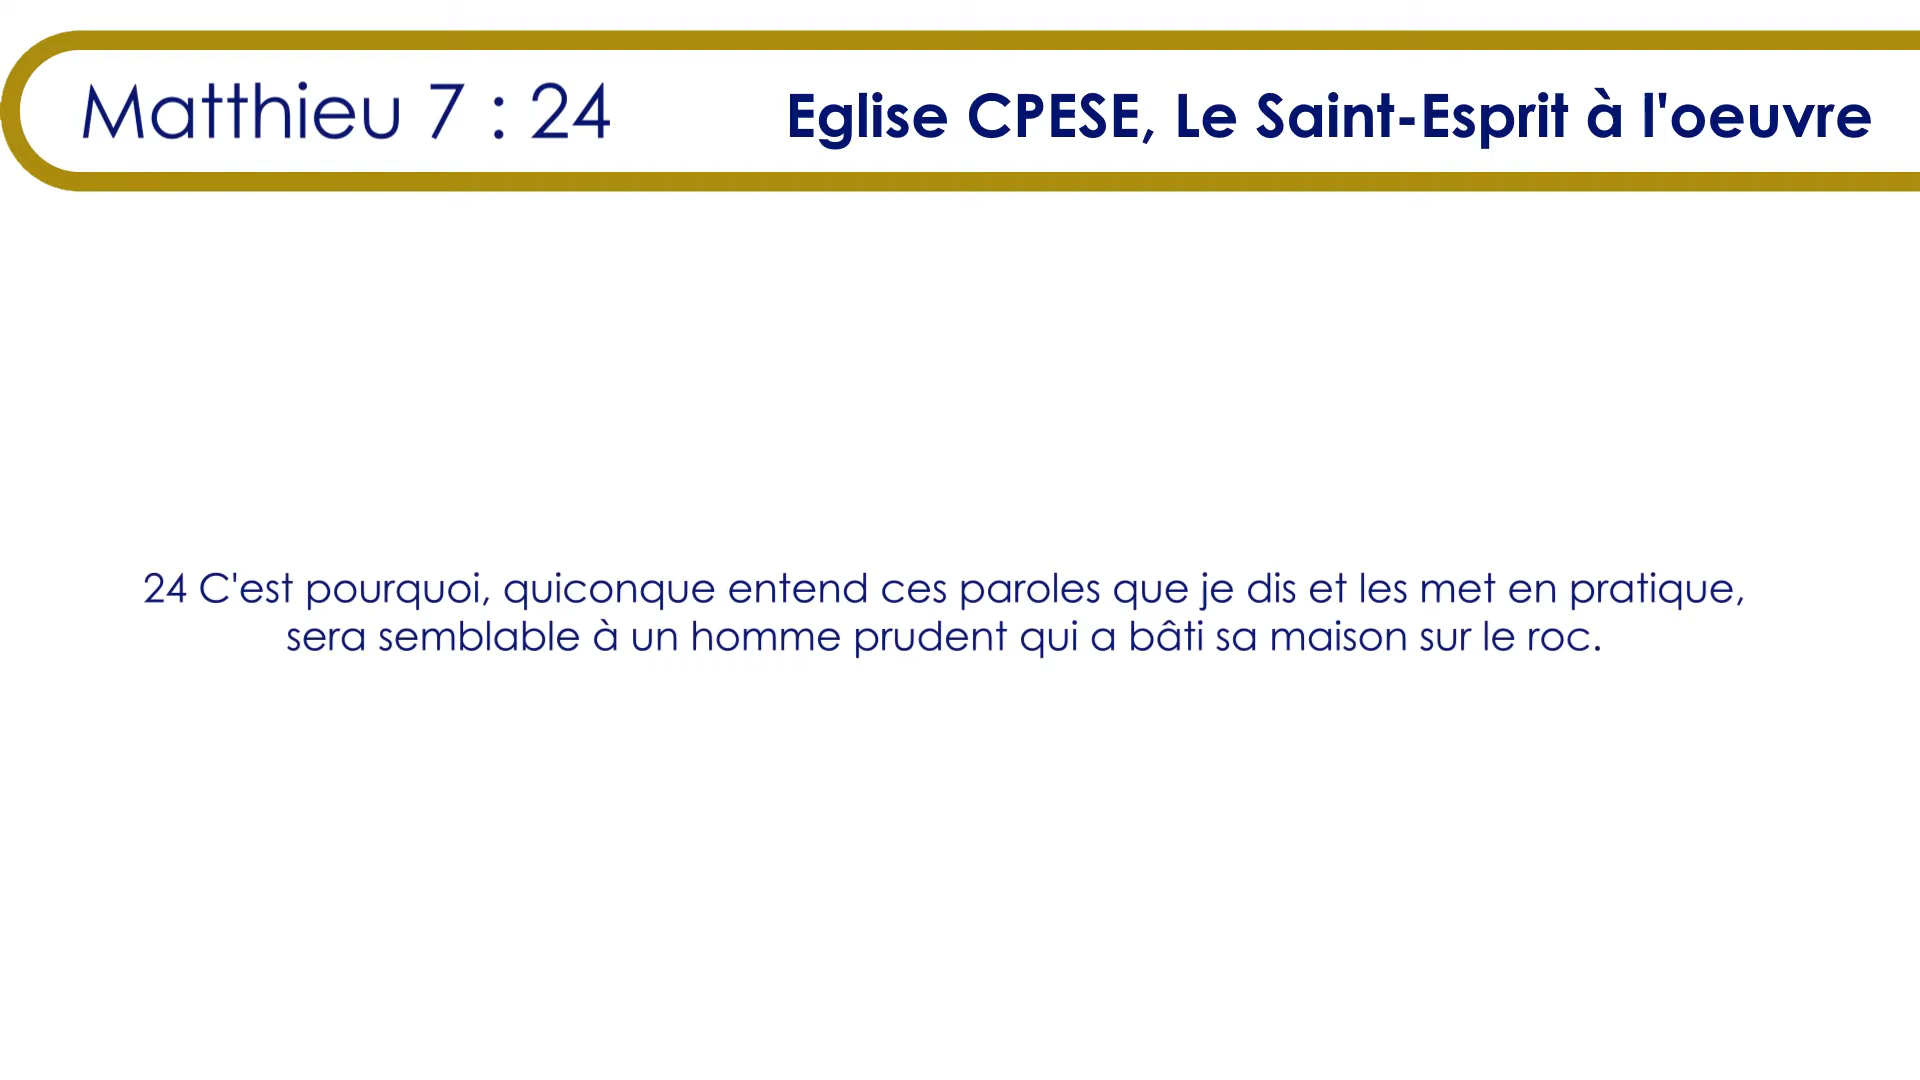 Matthieu 7 : 24
Eglise CPESE, Le Saint-Esprit à l'oeuvre
24 C'est pourquoi, quiconque entend ces paroles que je dis et les met en pratique,
sera semblable à un homme prudent qui a bâti sa maison sur le roc.